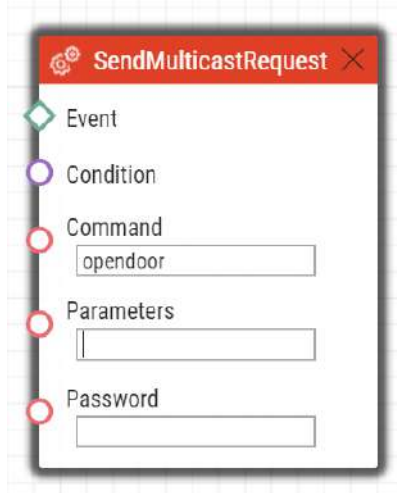 SendMulticastRequest
Event
Condition
Command
opendoor
Parameters
Password